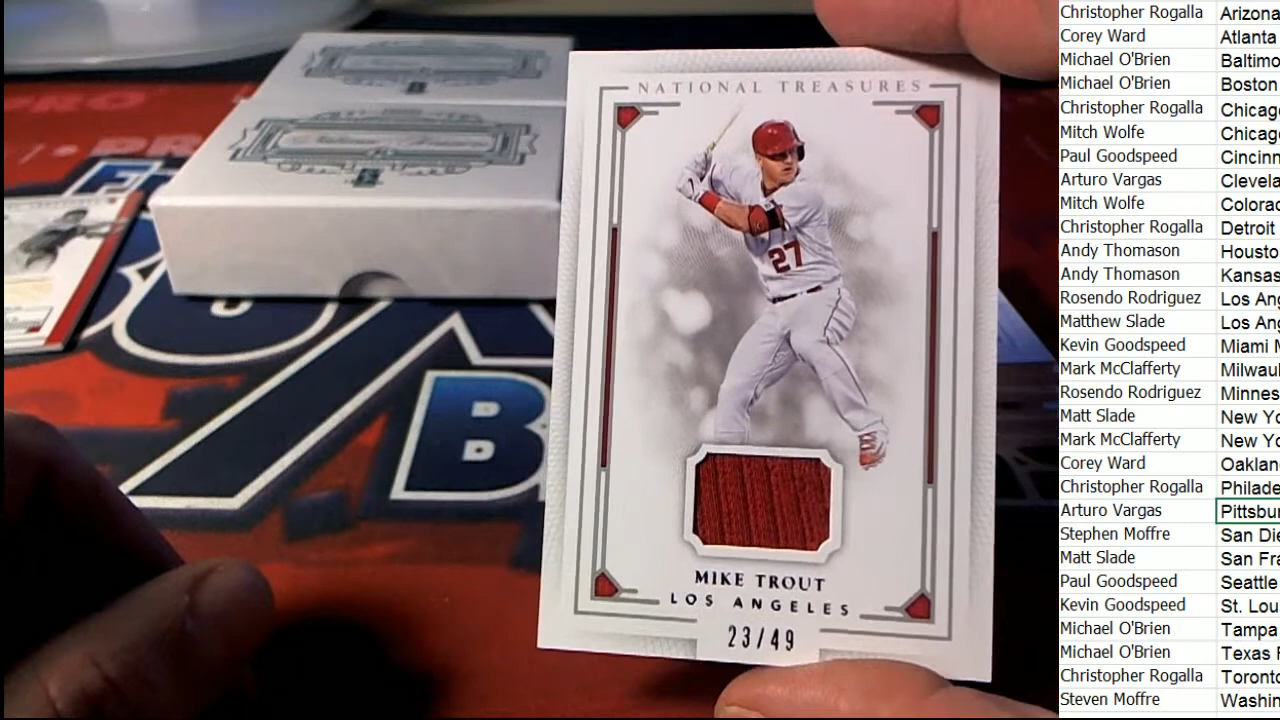 NATIONAL TREASURES
27
MIKE TROUT
LOS ANGELES
23/49
PRO
B
Christopher Rogalla Arizona
Corey Ward Atlanta
Michael O'Brien Baltimo
Michael O'Brien Boston
Christopher Rogalla Chicag
Mitch Wolfe Chicag
Paul Goodspeed Cincinn
Arturo Vargas Clevela
Mitch Wolfe Colorad
Christopher Rogalla Detroit
Andy Thomason Housto
Andy Thomason Kansas
Rosendo Rodriguez Los Ang
Matthew Slade Los Ang
Kevin Goodspeed Miami M
Mark McClafferty Milwau
Rosendo Rodriguez Minnes
Matt Slade New Yo
Mark McClafferty New Yo
Corey Ward Oaklan
Christopher Rogalla Philade
Arturo Vargas Pittsbur
Stephen Moffre San Die
Matt Slade San Fra
Paul Goodspeed Seattle
Kevin Goodspeed St. Lou
Michael O'Brien Tampa
Michael O'Brien Texas R
Christopher Rogalla Toronto
Steven Moffre Washin